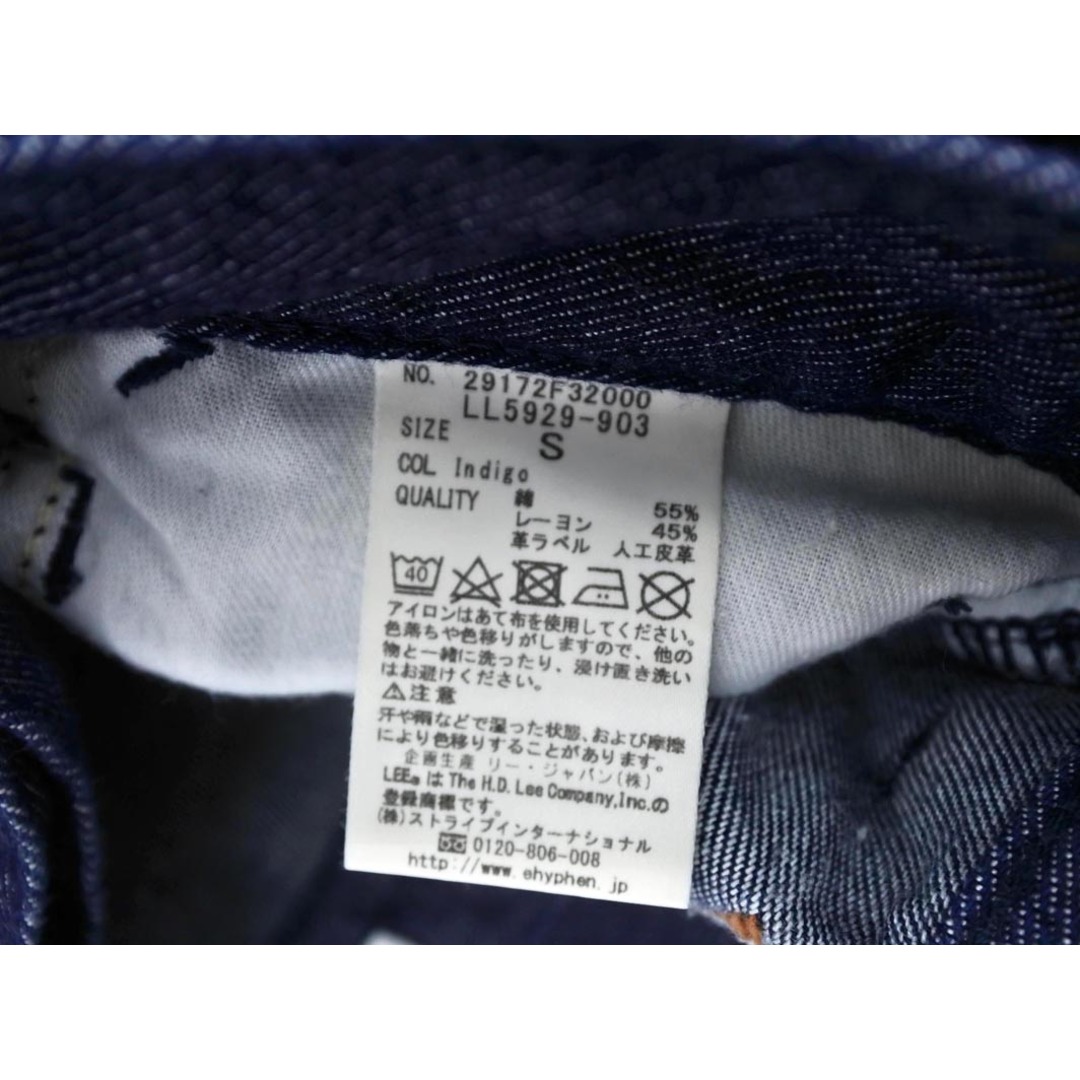 NO. 29172F32000
LL5929-903
SIZE S
COL Indigo
QUALITY 綿 55%
レーヨン 45%
革ラベル 人工皮革
40
アイロンはあて布を使用してください。
色落ちや色移りがしますので、他の
物と一緒に洗ったり、浸け置き洗い
はお避けください。
⚠注意
汗や雨などで湿った状態、および摩擦
により色移りすることがあります。
企画生産 リー・ジャパン(株)
LEE® は The H.D. Lee Company, Inc.の
登録商標です。
(株)ストライプインターナショナル
0120-806-008
http://www.ehyphen.jp